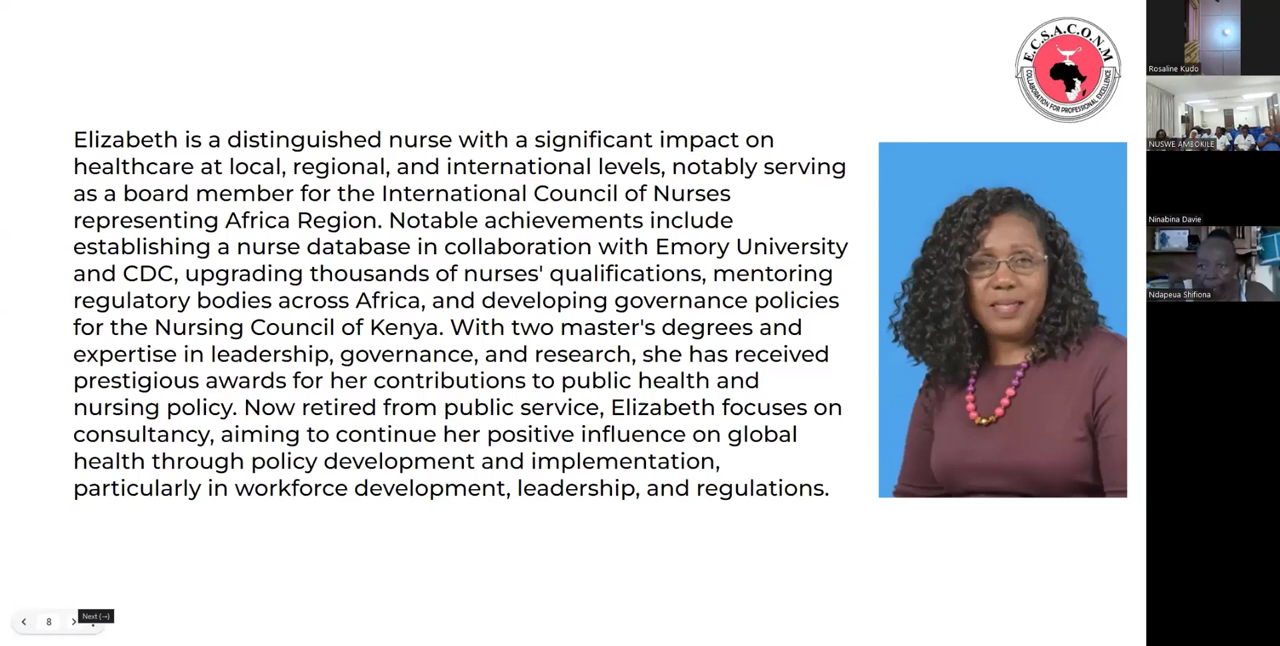 E.C.S.A.C.O.N.M
COLLABORATION FOR PROFESSIONAL EXCELLENCE
Elizabeth is a distinguished nurse with a significant impact on
healthcare at local, regional, and international levels, notably serving
as a board member for the International Council of Nurses
representing Africa Region. Notable achievements include
establishing a nurse database in collaboration with Emory University
and CDC, upgrading thousands of nurses' qualifications, mentoring
regulatory bodies across Africa, and developing governance policies
for the Nursing Council of Kenya. With two master's degrees and
expertise in leadership, governance, and research, she has received
prestigious awards for her contributions to public health and
nursing policy. Now retired from public service, Elizabeth focuses on
consultancy, aiming to continue her positive influence on global
health through policy development and implementation,
particularly in workforce development, leadership, and regulations.
Rosaline Kudo
NUSWE AMBOKILE
Ninabina Davie
Ndapeua Shifiona
8
Next (→)